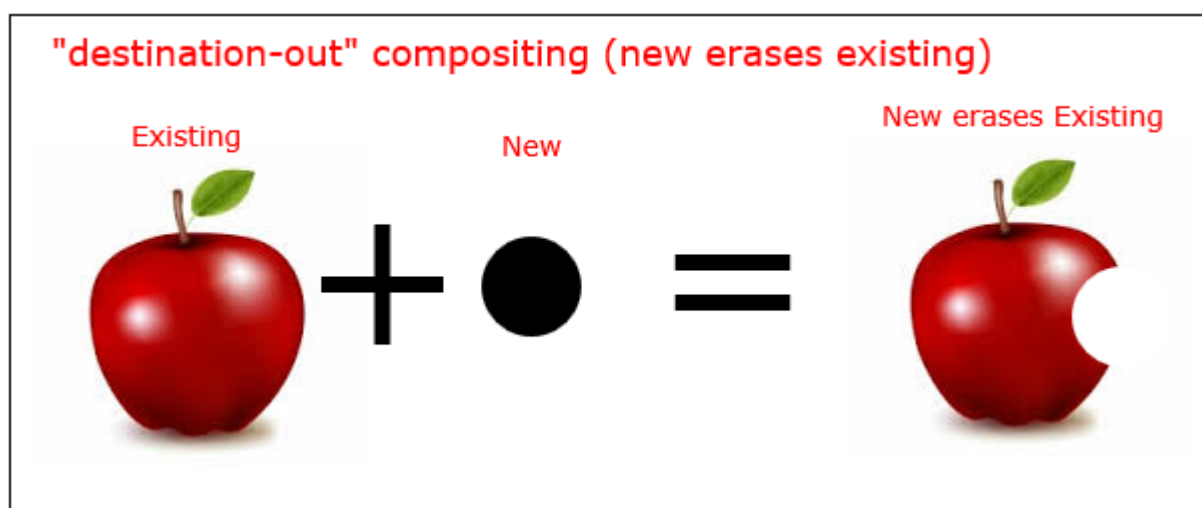 "destination-out" compositing (new erases existing)
Existing
New
New erases Existing